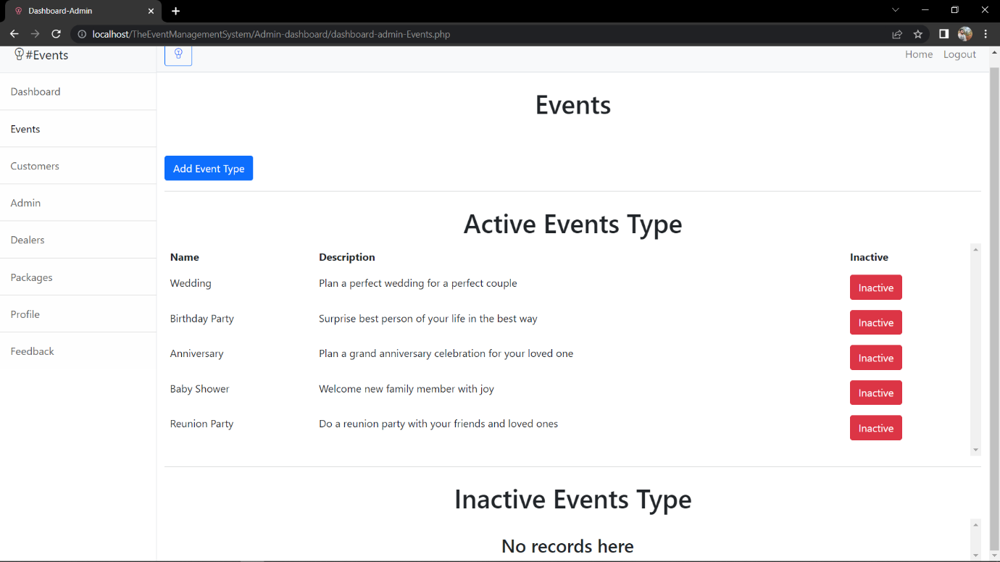 Dashboard-Admin
localhost/TheEventManagementSystem/Admin-dashboard/dashboard-admin-Events.php
#Events
Home Logout
Dashboard
Events
Customers
Admin
Dealers
Packages
Profile
Feedback
Events
Add Event Type
Active Events Type
Name Description Inactive
Wedding Plan a perfect wedding for a perfect couple Inactive
Birthday Party Surprise best person of your life in the best way Inactive
Anniversary Plan a grand anniversary celebration for your loved one Inactive
Baby Shower Welcome new family member with joy Inactive
Reunion Party Do a reunion party with your friends and loved ones Inactive
Inactive Events Type
No records here